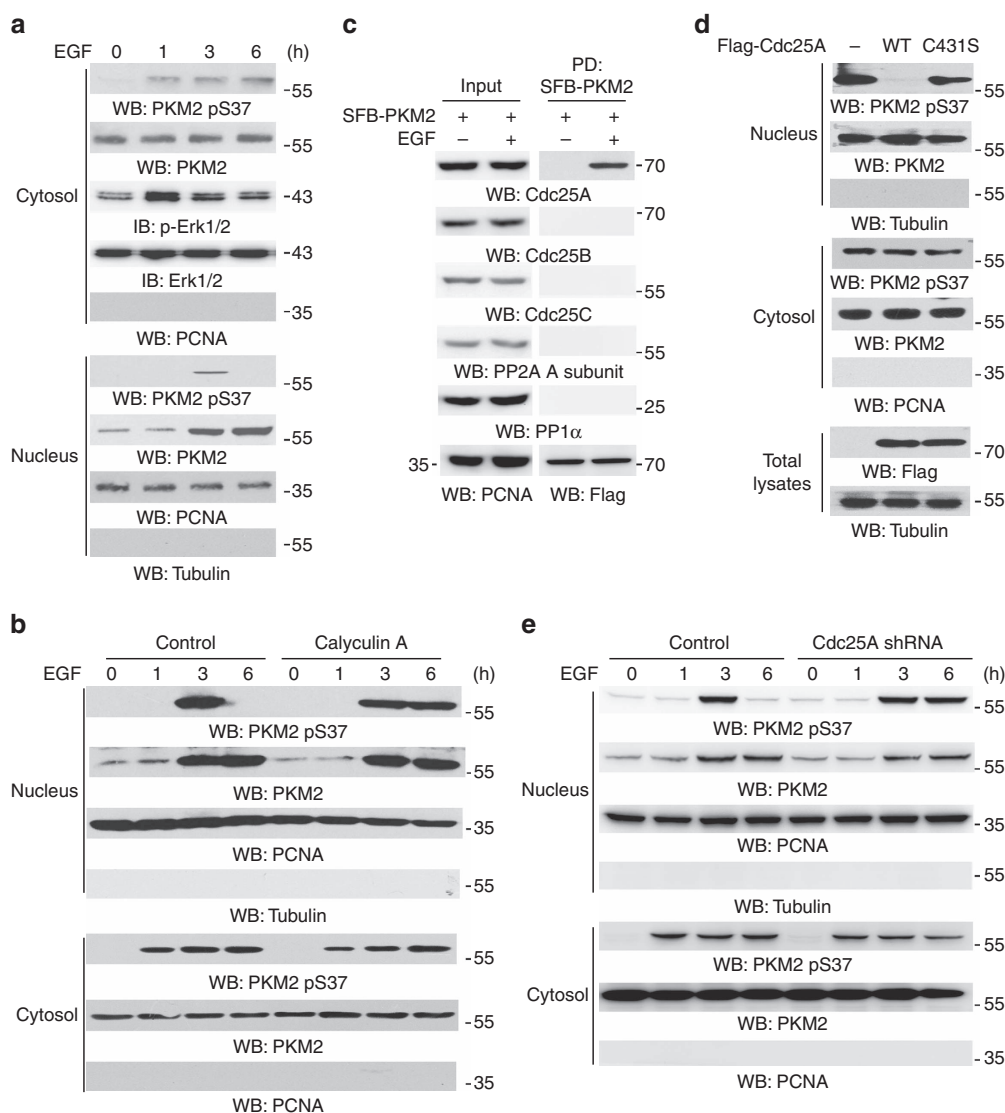 a
EGF 0 1 3 6 (h)
-55
WB: PKM2 pS37
-55
WB: PKM2
Cytosol
-43
IB: p-Erk1/2
-43
IB: Erk1/2
-35
WB: PCNA
-55
WB: PKM2 pS37
-55
WB: PKM2
Nucleus
-35
WB: PCNA
-55
WB: Tubulin
c
PD:
Input SFB-PKM2
SFB-PKM2 + + + +
EGF – + – +
-70
WB: Cdc25A
-70
WB: Cdc25B
-55
WB: Cdc25C
-55
WB: PP2A A subunit
-25
WB: PP1α
35- -70
WB: PCNA WB: Flag
d
Flag-Cdc25A – WT C431S
-55
WB: PKM2 pS37
Nucleus
-55
WB: PKM2
WB: Tubulin
-55
WB: PKM2 pS37
Cytosol
-55
WB: PKM2
-35
WB: PCNA
Total
lysates
-70
WB: Flag
-55
WB: Tubulin
b
Control Calyculin A
EGF 0 1 3 6 0 1 3 6 (h)
-55
WB: PKM2 pS37
-55
WB: PKM2
Nucleus
-35
WB: PCNA
-55
WB: Tubulin
-55
WB: PKM2 pS37
Cytosol
-55
WB: PKM2
-35
WB: PCNA
e
Control Cdc25A shRNA
EGF 0 1 3 6 0 1 3 6 (h)
-55
WB: PKM2 pS37
-55
WB: PKM2
Nucleus
-35
WB: PCNA
-55
WB: Tubulin
-55
WB: PKM2 pS37
Cytosol
-55
WB: PKM2
-35
WB: PCNA